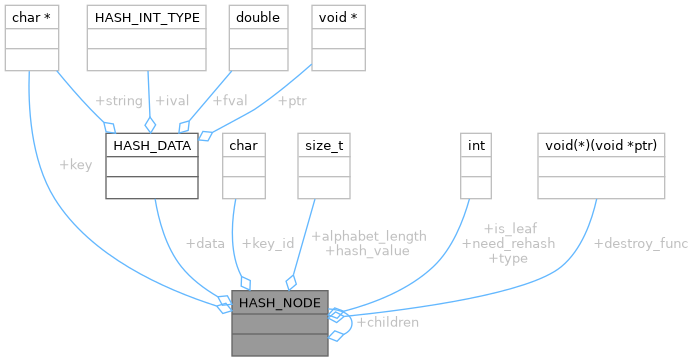 char *
HASH_INT_TYPE
double
void *
+string
+ival
+fval
+ptr
HASH_DATA
char
size_t
int
void(*)(void *ptr)
+key
+data
+key_id
+alphabet_length
+hash_value
+is_leaf
+need_rehash
+type
+destroy_func
HASH_NODE
+children